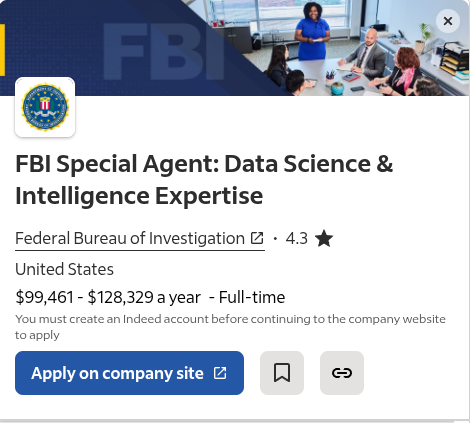 FBI
FBI Special Agent: Data Science &
Intelligence Expertise
Federal Bureau of Investigation · 4.3 ★
United States
$99,461 - $128,329 a year - Full-time
You must create an Indeed account before continuing to the company website
to apply
Apply on company site